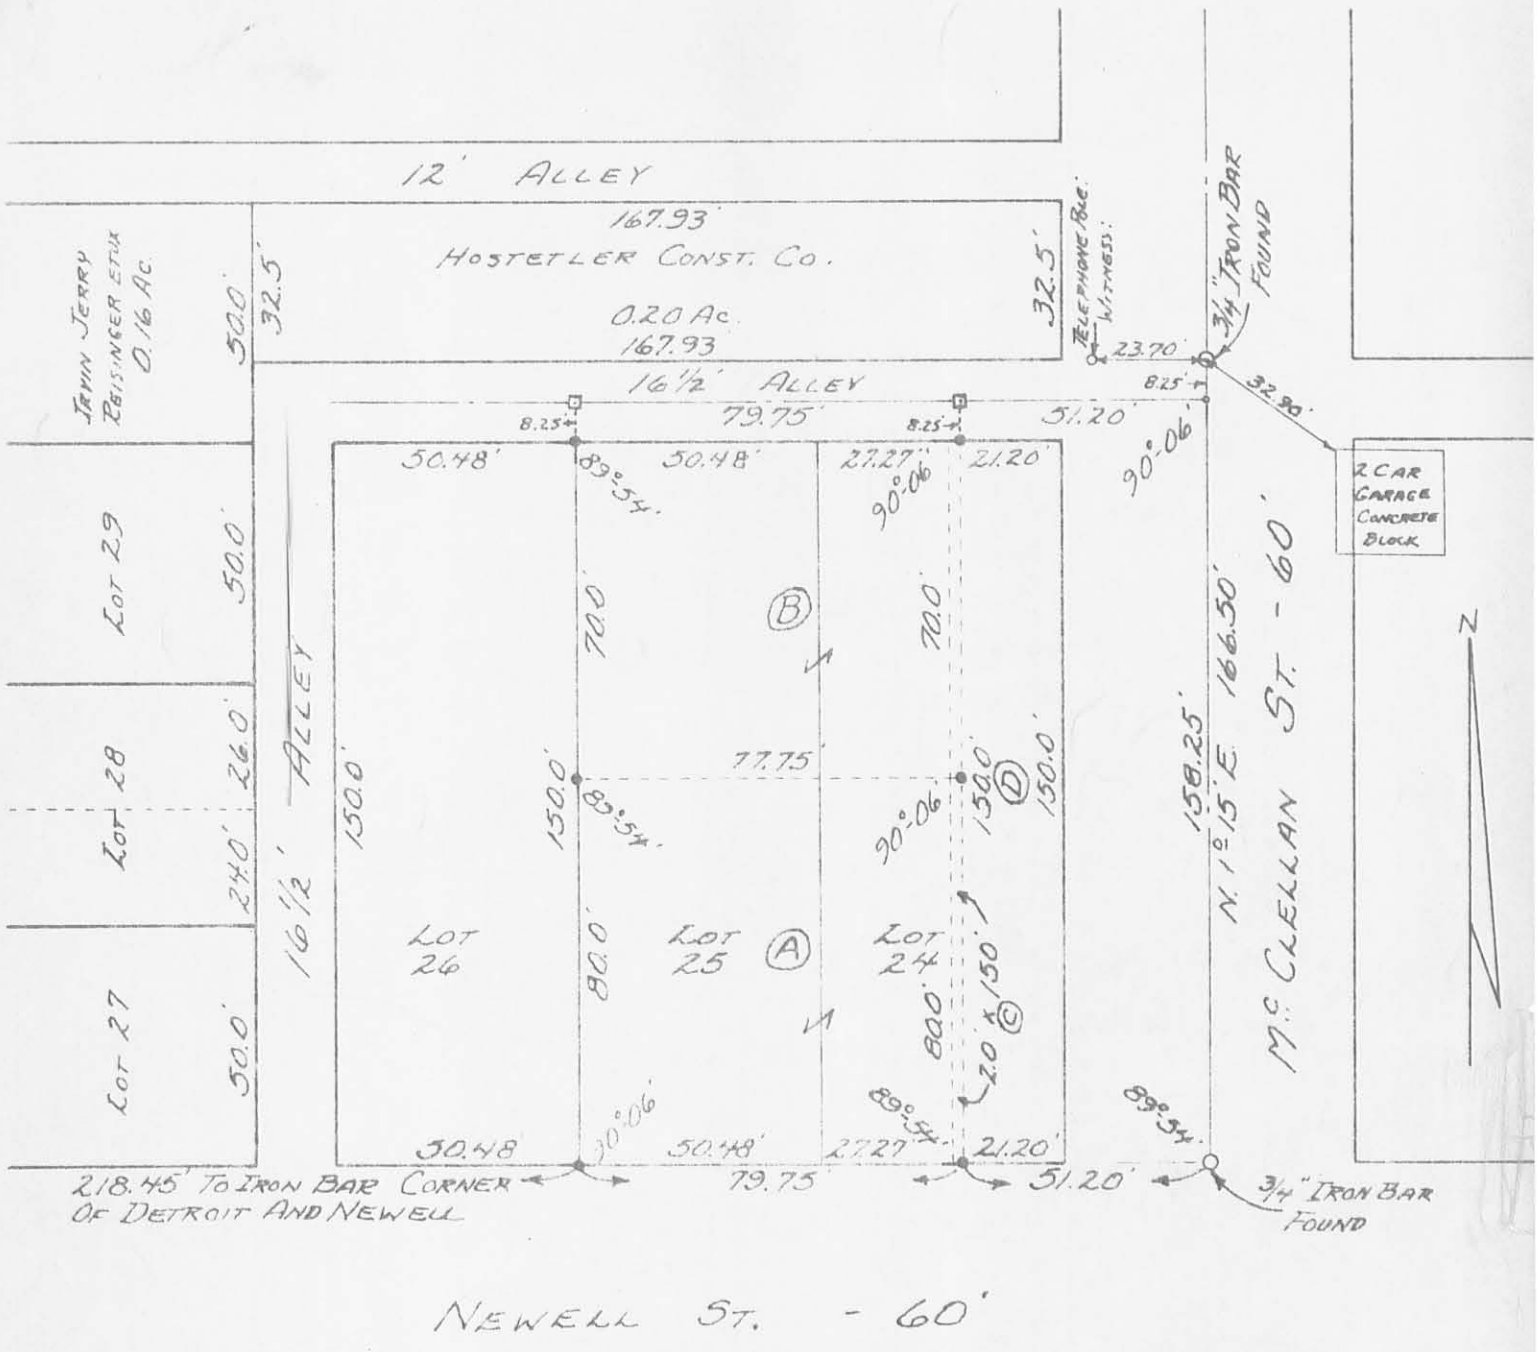 12' ALLEY
167.93'
HOSTETLER CONST. CO.
0.20 AC.
167.93
32.5'
32.5'
IRVIN JERRY
REISINGER ETUX
0.16 AC.
50.0'
TELEPHONE POLE
WITNESS
23.70'
3/4" IRON BAR
FOUND
8.25'
32.90'
16 1/2' ALLEY
79.75'
51.20'
8.25'
8.25'
90°-06'
2 CAR
GARAGE
CONCRETE
BLOCK
50.48'
50.48'
27.27'
21.20'
89°-54'
90°-06'
LOT 29
50.0'
70.0'
B
70.0'
LOT 28
26.0'
24.0'
16 1/2' ALLEY
150.0'
150.0'
77.75'
89°-54'
90°-06'
150.0'
D
150.0'
158.25'
N. 1° 15' E 166.50'
McCLELLAN ST. - 60'
N
LOT
26
80.0'
LOT
25
A
LOT
24
80.0'
2.0' x 150'
C
LOT 27
50.0'
90°-06'
89°-54'
89°-54'
50.48'
50.48'
27.27'
21.20'
218.45' TO IRON BAR CORNER
OF DETROIT AND NEWELL
79.75'
51.20'
3/4" IRON BAR
FOUND
NEWELL ST. - 60'